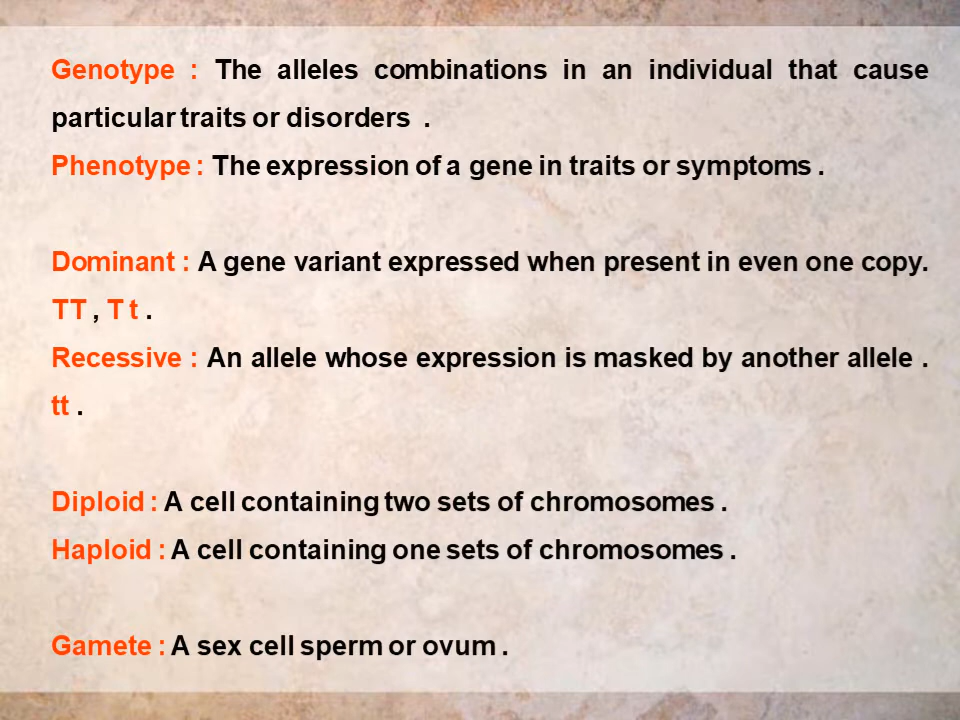 Genotype : The alleles combinations in an individual that cause
particular traits or disorders .
Phenotype : The expression of a gene in traits or symptoms .
Dominant : A gene variant expressed when present in even one copy.
TT , T t .
Recessive : An allele whose expression is masked by another allele .
tt .
Diploid : A cell containing two sets of chromosomes .
Haploid : A cell containing one sets of chromosomes .
Gamete : A sex cell sperm or ovum .